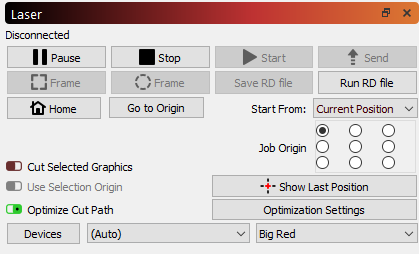 Laser
Disconnected
Pause Stop Start Send
Frame Frame Save RD file Run RD file
Home Go to Origin Start From: Current Position
Job Origin
Cut Selected Graphics
Use Selection Origin Show Last Position
Optimize Cut Path Optimization Settings
Devices (Auto) Big Red